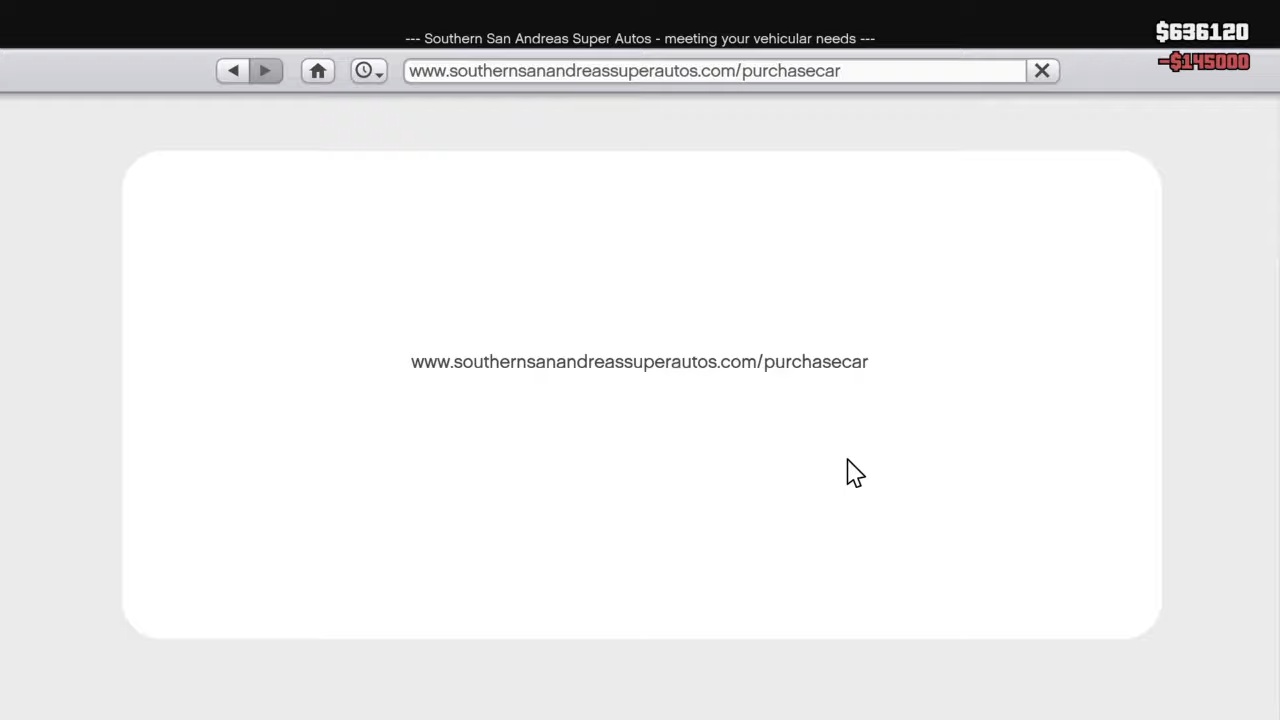 --- Southern San Andreas Super Autos - meeting your vehicular needs ---
$636120
-$145000
www.southernsanandreassuperautos.com/purchasecar
www.southernsanandreassuperautos.com/purchasecar